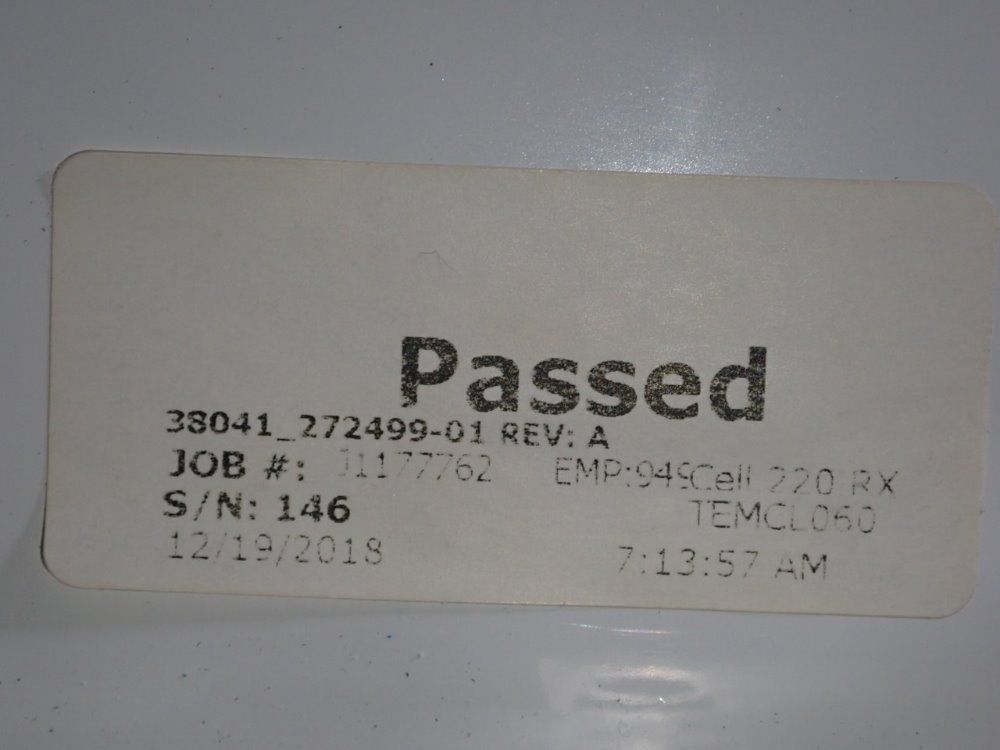 Passed
38041_272499-01 REV: A
JOB #: J1177762 EMP:949Cell 220 RX
S/N: 146 TEMCL060
12/19/2018 7:13:57 AM